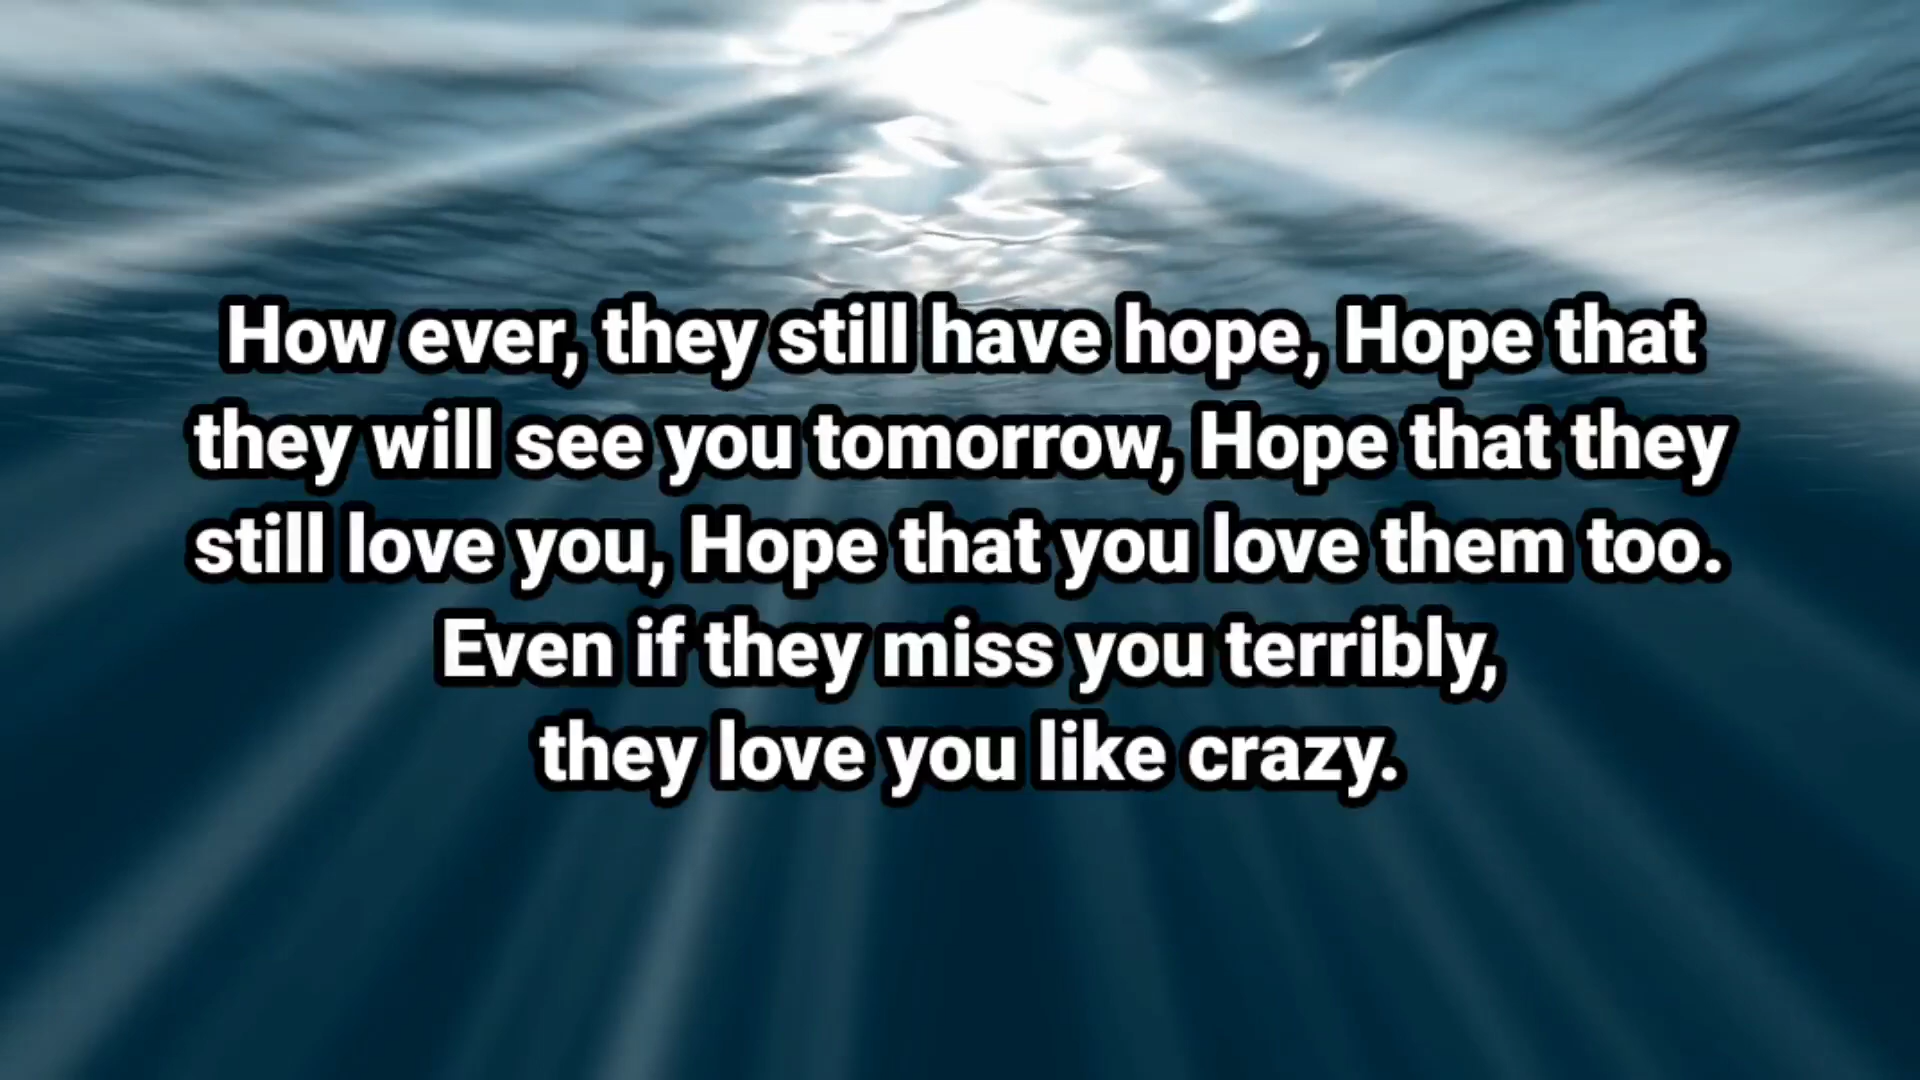 How ever, they still have hope, Hope that
they will see you tomorrow, Hope that they
still love you, Hope that you love them too.
Even if they miss you terribly,
they love you like crazy.